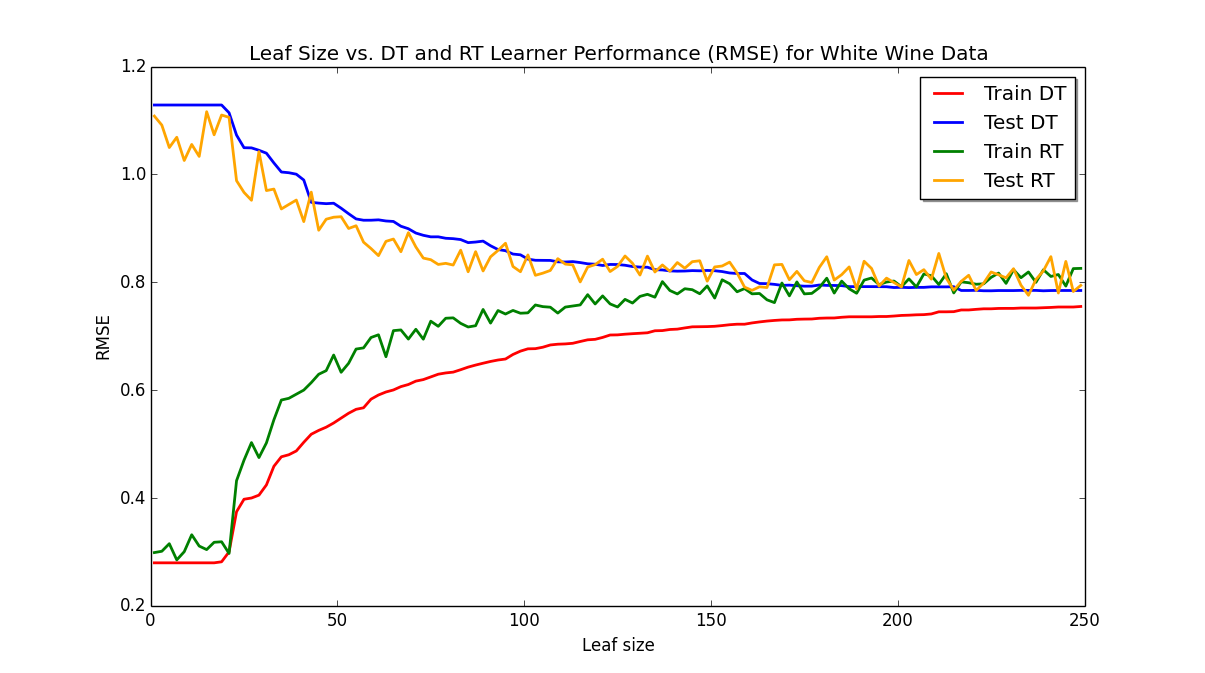 Leaf Size vs. DT and RT Learner Performance (RMSE) for White Wine Data
1.2
1.0
0.8
0.6
0.4
0.2
RMSE
Train DT
Test DT
Train RT
Test RT
0 50 100 150 200 250
Leaf size